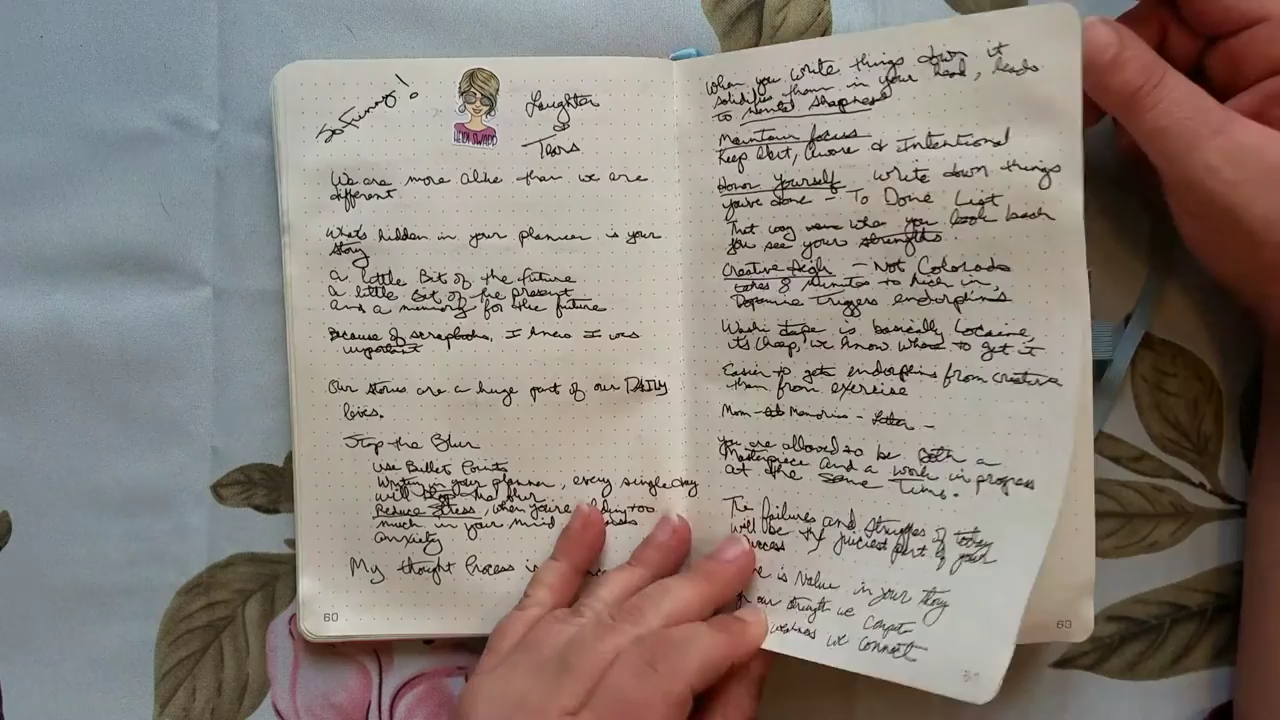 So Funny!
HEIDI SWAPP
Laughter
&
Tears
We are more alike than we are
different
What's hidden in your planner is your
story
A little Bit of the future
A little Bit of the present
and a memory for the future
Because of scrapbooks, I knew I was
important
Our stories are a huge part of our DAILY
lives.
Stop the Blur
Use Bullet Points
Writing in your planner, every single day
will stop the blur
Reduce Stress, when you're holding too
much in your mind
anxiety
My thought Process is
60
When you write things down it
solidifies them in your head, leads
to mental sharpness
Maintain focus
Keep Alert, Aware & Intentional
Honor Yourself write down things
you've done - To Done List
That way when you look back
you see your strengths.
Creative High - Not Colorado
takes 8 minutes to kick in,
Dopamine triggers endorphins
Washi tape is basically Cocaine,
it's cheap, we know where to get it
Easier to get endorphins from creative
than from exercise
Mom - Memories - Letter -
You are allowed to be Both a
Masterpiece and a work in progress
at the same time.
The failures and struggles of today
will be the juiciest part of your
success
is Value in your story
our strength we compete
weakness we connect
63